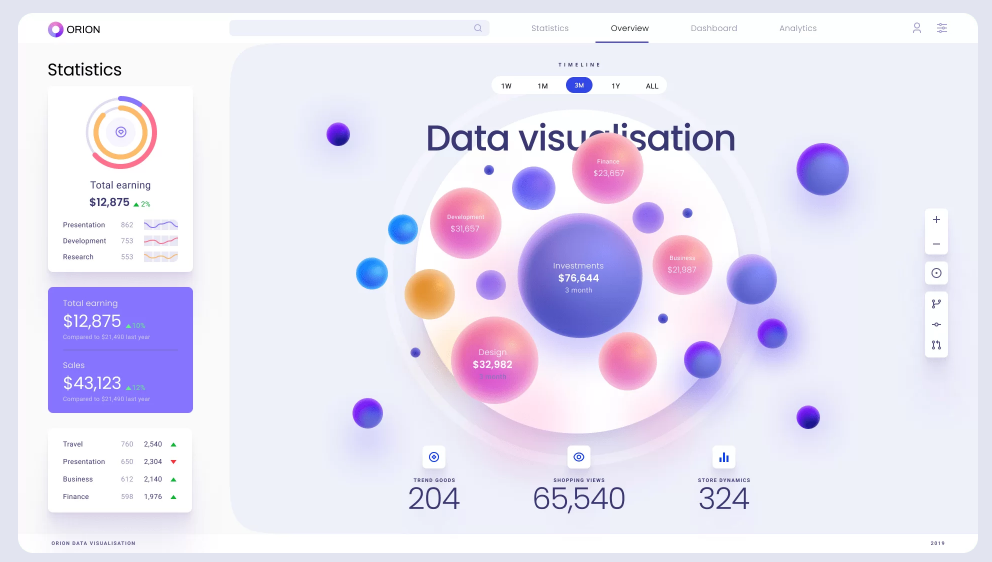 ORION
Statistics
Overview
Dashboard
Analytics
Statistics
Total earning
$12,875 2%
Presentation 862
Development 753
Research 553
Total earning
$12,875 10%
Compared to $21,490 last year
Sales
$43,123 12%
Compared to $21,490 last year
Travel 760 2,540
Presentation 650 2,304
Business 612 2,140
Finance 598 1,976
TIMELINE
1W 1M 3M 1Y ALL
Data visualisation
Finance
$23,657
Development
$31,657
Business
$21,987
Investments
$76,644
3 month
Design
$32,982
TREND GOODS
204
SHOPPING VIEWS
65,540
STORE DYNAMICS
324
ORION DATA VISUALISATION
2019